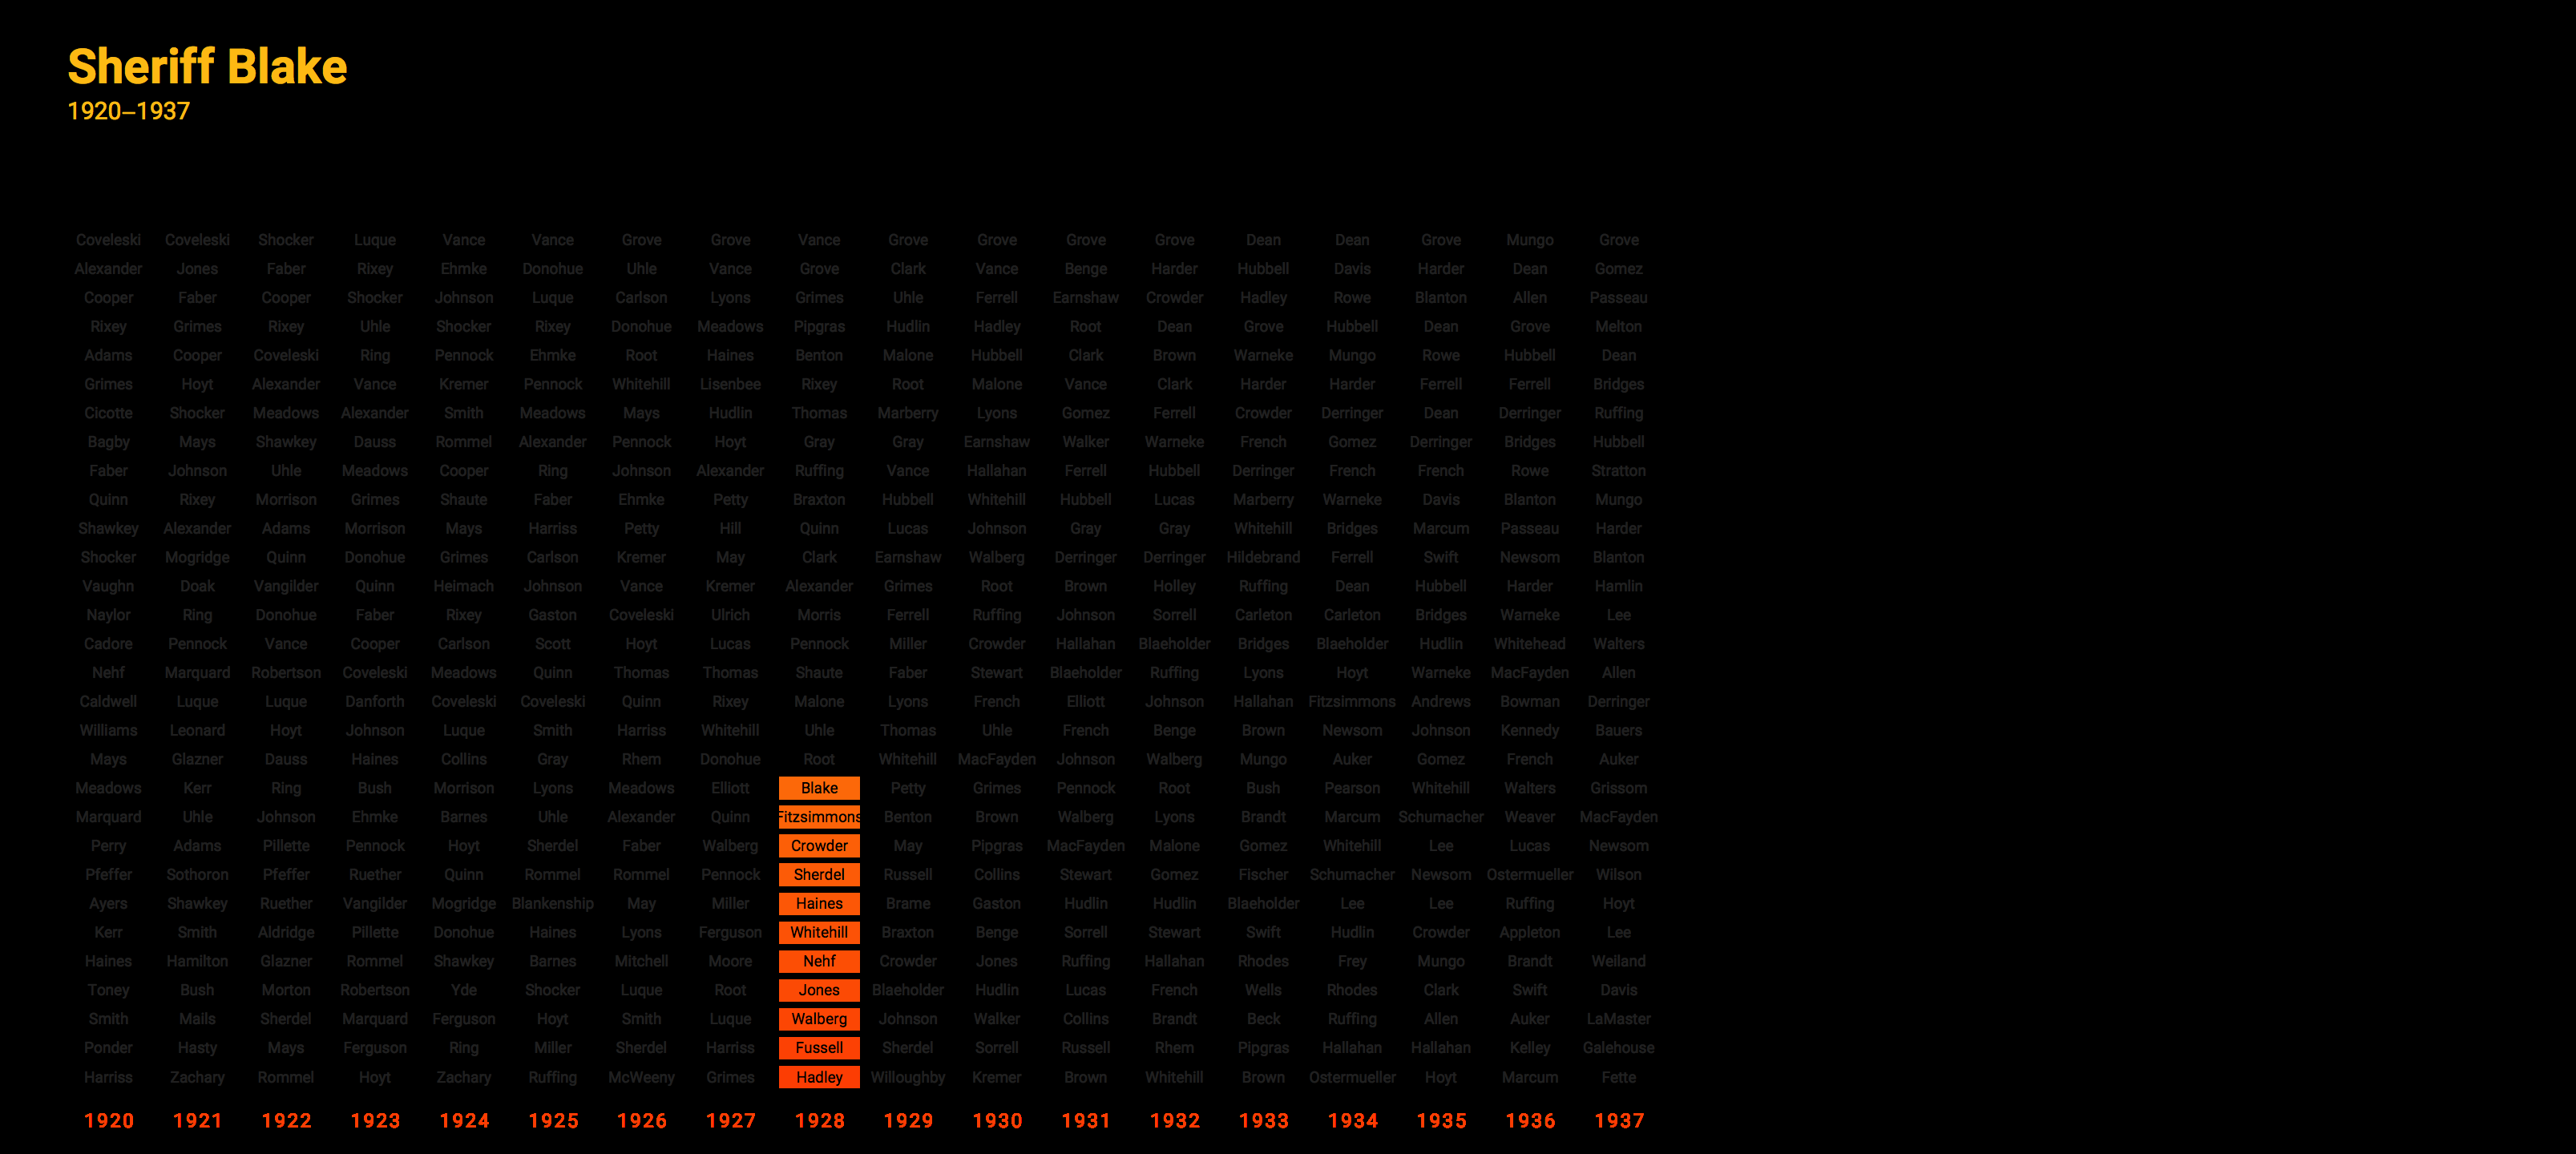 Sheriff Blake
1920–1937
Coveleski Coveleski Shocker Luque Vance Vance Grove Grove Vance Grove Grove Grove Grove Dean Dean Grove Mungo Grove
Alexander Jones Faber Rixey Ehmke Donohue Uhle Vance Grove Clark Vance Benge Harder Hubbell Davis Harder Dean Gomez
Cooper Faber Cooper Shocker Johnson Luque Carlson Lyons Grimes Uhle Ferrell Earnshaw Crowder Hadley Rowe Blanton Allen Passeau
Rixey Grimes Rixey Uhle Shocker Rixey Donohue Meadows Pipgras Hudlin Hadley Root Dean Grove Hubbell Dean Grove Melton
Adams Cooper Coveleski Ring Pennock Ehmke Root Haines Benton Malone Hubbell Clark Brown Warneke Mungo Rowe Hubbell Dean
Grimes Hoyt Alexander Vance Kremer Pennock Whitehill Lisenbee Rixey Root Malone Vance Clark Harder Harder Ferrell Ferrell Bridges
Cicotte Shocker Meadows Alexander Smith Meadows Mays Hudlin Thomas Marberry Lyons Gomez Ferrell Crowder Derringer Dean Derringer Ruffing
Bagby Mays Shawkey Dauss Rommel Alexander Pennock Hoyt Gray Gray Earnshaw Walker Warneke French Gomez Derringer Bridges Hubbell
Faber Johnson Uhle Meadows Cooper Ring Johnson Alexander Ruffing Vance Hallahan Ferrell Hubbell Derringer French French Rowe Stratton
Quinn Rixey Morrison Grimes Shaute Faber Ehmke Petty Braxton Hubbell Whitehill Hubbell Lucas Marberry Warneke Davis Blanton Mungo
Shawkey Alexander Adams Morrison Mays Harriss Petty Hill Quinn Lucas Johnson Gray Gray Whitehill Bridges Marcum Passeau Harder
Shocker Mogridge Quinn Donohue Grimes Carlson Kremer May Clark Earnshaw Walberg Derringer Derringer Hildebrand Ferrell Swift Newsom Blanton
Vaughn Doak Vangilder Quinn Heimach Johnson Vance Kremer Alexander Grimes Root Brown Holley Ruffing Dean Hubbell Harder Hamlin
Naylor Ring Donohue Faber Rixey Gaston Coveleski Ulrich Morris Ferrell Ruffing Johnson Sorrell Carleton Carleton Bridges Warneke Lee
Cadore Pennock Vance Cooper Carlson Scott Hoyt Lucas Pennock Miller Crowder Hallahan Blaeholder Bridges Blaeholder Hudlin Whitehead Walters
Nehf Marquard Robertson Coveleski Meadows Quinn Thomas Thomas Shaute Faber Stewart Blaeholder Ruffing Lyons Hoyt Warneke MacFayden Allen
Caldwell Luque Luque Danforth Coveleski Coveleski Quinn Rixey Malone Lyons French Elliott Johnson Hallahan Fitzsimmons Andrews Bowman Derringer
Williams Leonard Hoyt Johnson Luque Smith Harriss Whitehill Uhle Thomas Uhle French Benge Brown Newsom Johnson Kennedy Bauers
Mays Glazner Dauss Haines Collins Gray Rhem Donohue Root Whitehill MacFayden Johnson Walberg Mungo Auker Gomez French Auker
Meadows Kerr Ring Bush Morrison Lyons Meadows Elliott Blake Petty Grimes Pennock Root Bush Pearson Whitehill Walters Grissom
Marquard Uhle Johnson Ehmke Barnes Uhle Alexander Quinn Fitzsimmons Benton Brown Walberg Lyons Brandt Marcum Schumacher Weaver MacFayden
Perry Adams Pillette Pennock Hoyt Sherdel Faber Walberg Crowder May Pipgras MacFayden Malone Gomez Whitehill Lee Lucas Newsom
Pfeffer Sothoron Pfeffer Ruether Quinn Rommel Rommel Pennock Sherdel Russell Collins Stewart Gomez Fischer Schumacher Newsom Ostermueller Wilson
Ayers Shawkey Ruether Vangilder Mogridge Blankenship May Miller Haines Brame Gaston Hudlin Hudlin Blaeholder Lee Lee Ruffing Hoyt
Kerr Smith Aldridge Pillette Donohue Haines Lyons Ferguson Whitehill Braxton Benge Sorrell Stewart Swift Hudlin Crowder Appleton Lee
Haines Hamilton Glazner Rommel Shawkey Barnes Mitchell Moore Nehf Crowder Jones Ruffing Hallahan Rhodes Frey Mungo Brandt Weiland
Toney Bush Morton Robertson Yde Shocker Luque Root Jones Blaeholder Hudlin Lucas French Wells Rhodes Clark Swift Davis
Smith Mails Sherdel Marquard Ferguson Hoyt Smith Luque Walberg Johnson Walker Collins Brandt Beck Ruffing Allen Auker LaMaster
Ponder Hasty Mays Ferguson Ring Miller Sherdel Harriss Fussell Sherdel Sorrell Russell Rhem Pipgras Hallahan Hallahan Kelley Galehouse
Harriss Zachary Rommel Hoyt Zachary Ruffing McWeeny Grimes Hadley Willoughby Kremer Brown Whitehill Brown Ostermueller Hoyt Marcum Fette
1920 1921 1922 1923 1924 1925 1926 1927 1928 1929 1930 1931 1932 1933 1934 1935 1936 1937